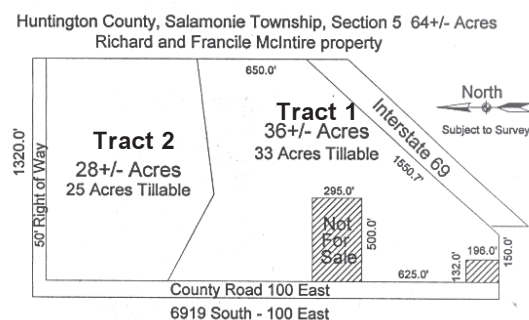 Huntington County, Salamonie Township, Section 5 64+/- Acres
Richard and Francile McIntire property
650.0'
North
Subject to Survey
Interstate 69
1550.7'
Tract 1
36+/- Acres
33 Acres Tillable
Tract 2
28+/- Acres
25 Acres Tillable
1320.0'
50' Right of Way
295.0'
Not
For
Sale
500.0'
625.0'
132.0'
196.0'
150.0'
County Road 100 East
6919 South - 100 East